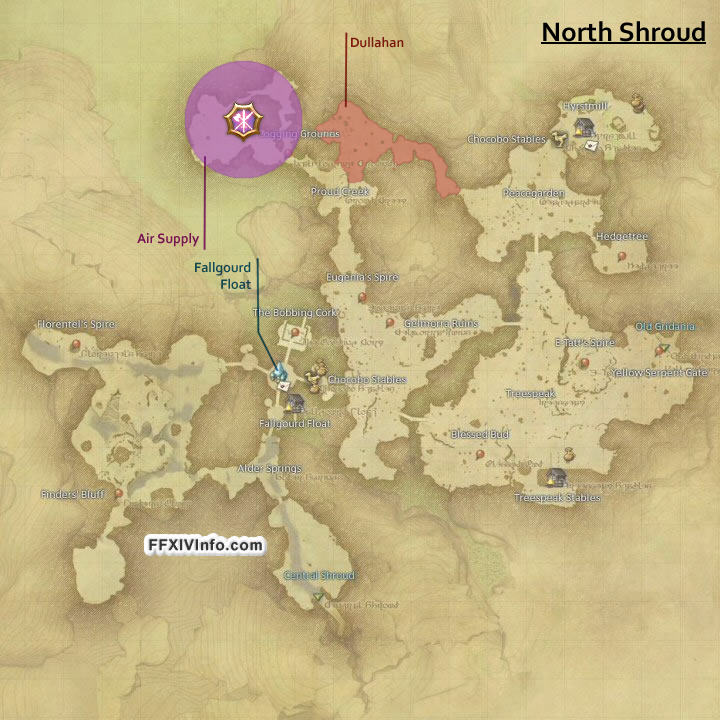 North Shroud
Dullahan
Hyrstmill
Logging Grounds
Chocobo Stables
Proud Creek
Peacegarden
Air Supply
Hedgetree
Fallgourd
Float
Eugenia's Spire
The Bobbing Cork
Florentel's Spire
Gelmorra Ruins
Old Gridania
E-Tatt's Spire
Yellow Serpent Gate
Chocobo Stables
Treespeak
Fallgourd Float
Blessed Bud
Alder Springs
Finders' Bluff
Treespeak Stables
FFXIVInfo.com
Central Shroud